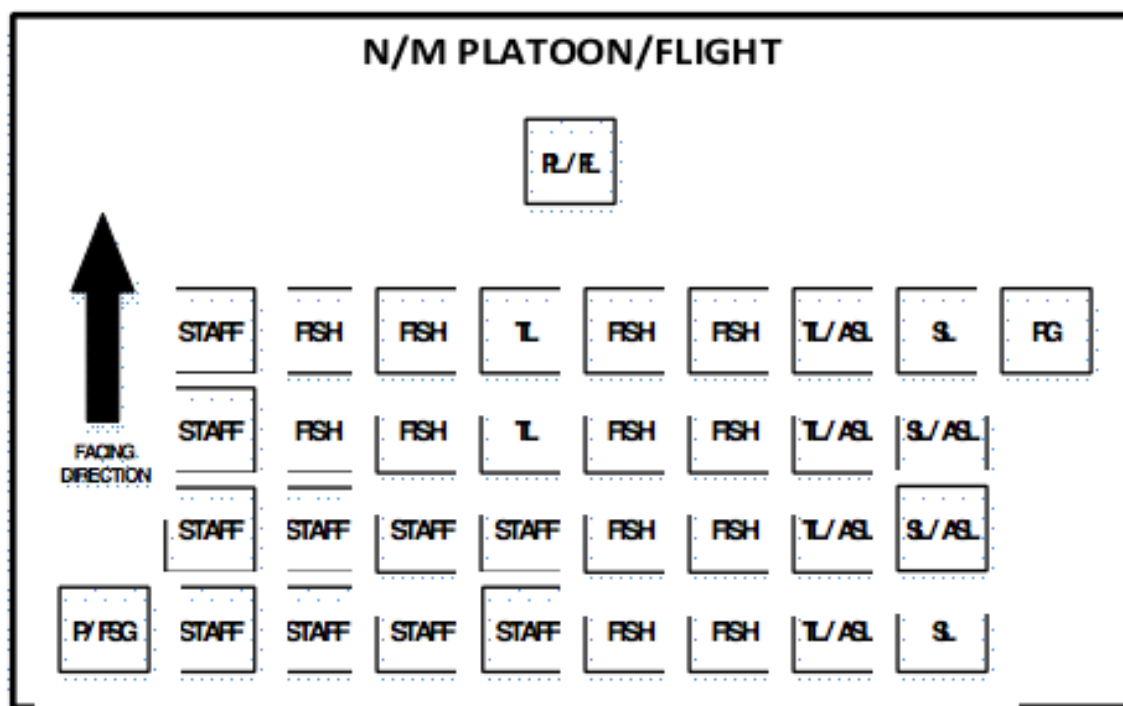 N/M PLATOON/FLIGHT
PL/FL
STAFF FISH FISH TL FISH FISH TL/ASL SL RG
STAFF FISH FISH TL FISH FISH TL/ASL SL/ASL
FACING
DIRECTION
STAFF STAFF STAFF STAFF FISH FISH TL/ASL SL/ASL
P/FSG STAFF STAFF STAFF STAFF FISH FISH TL/ASL SL